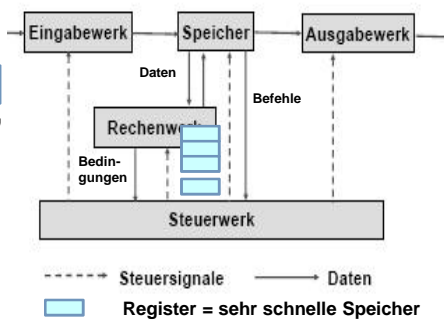 Eingabewerk
Speicher
Ausgabewerk
Daten
Befehle
Rechenwerk
Bedin-
gungen
Steuerwerk
Steuersignale
Daten
Register = sehr schnelle Speicher